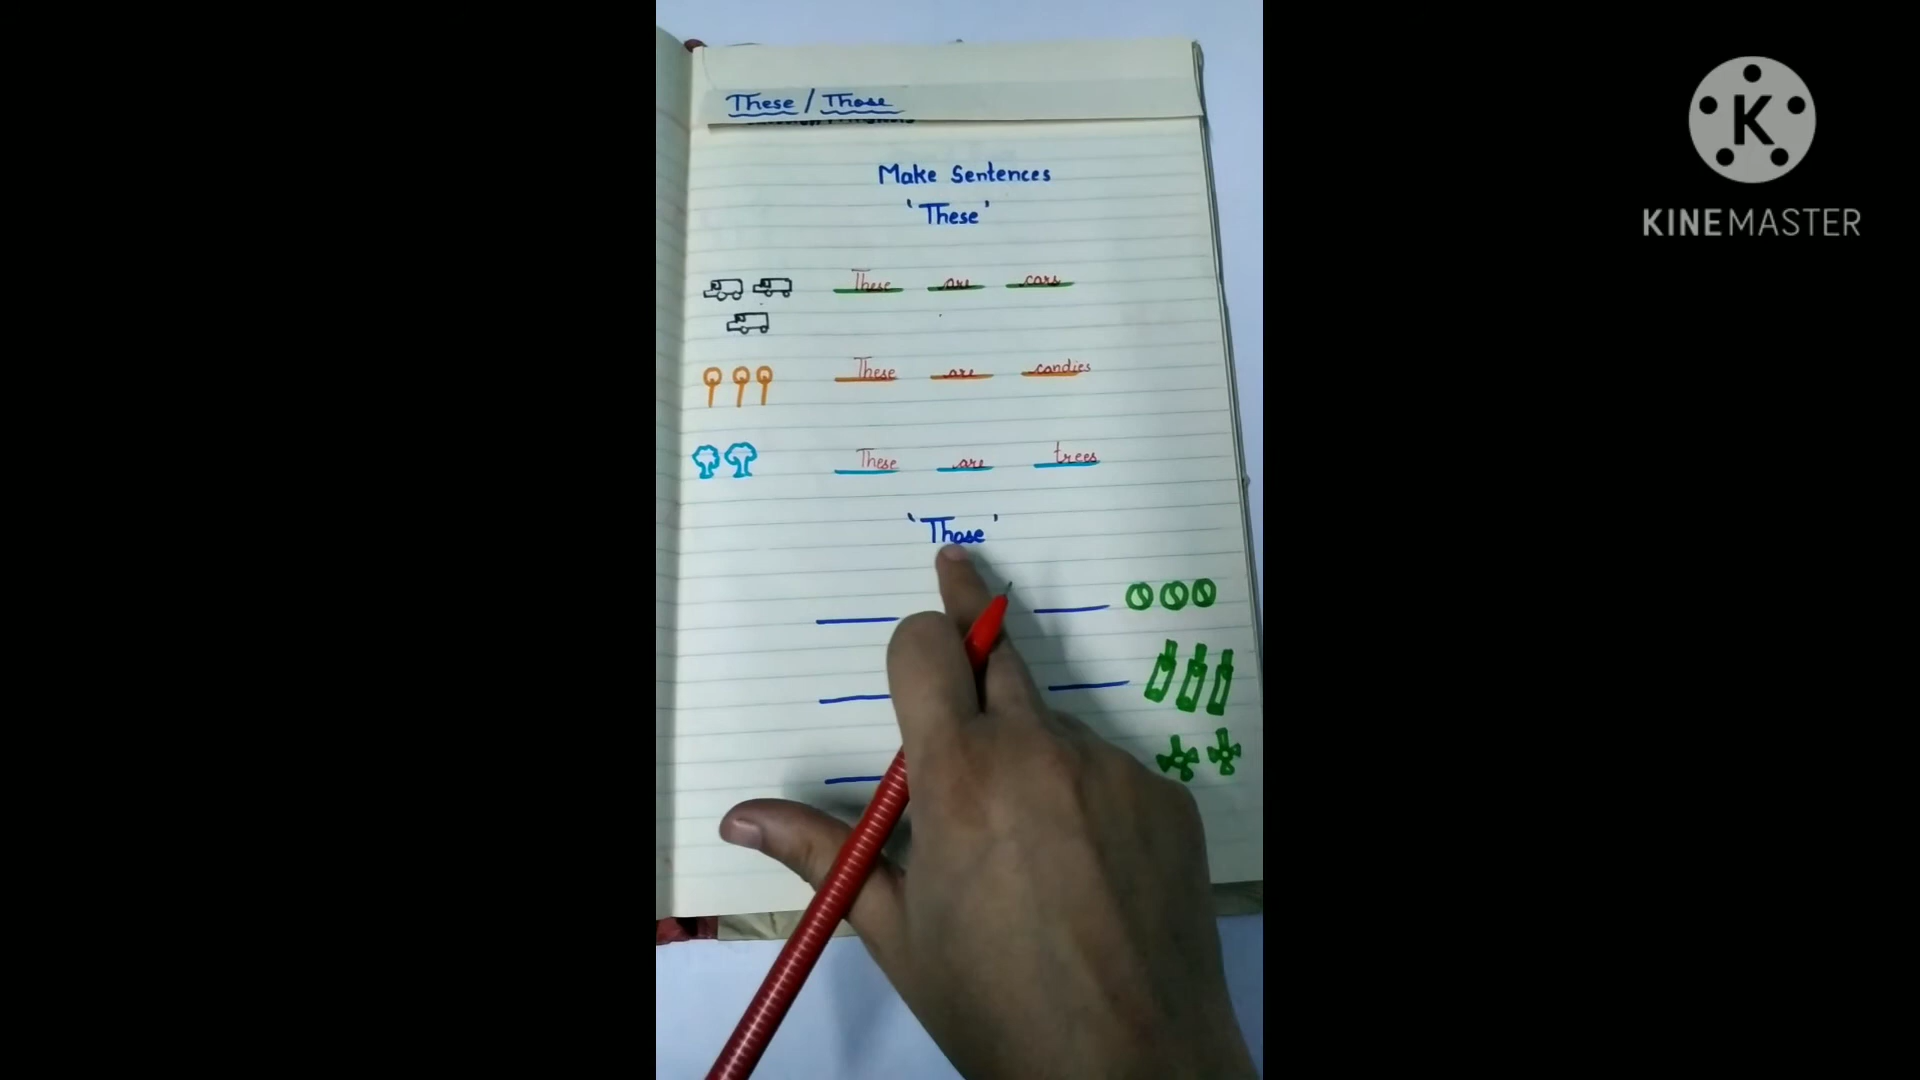 These / Those
Make Sentences
'These'
These are cars
These are candies
These are trees
'Those'
K
KINEMASTER